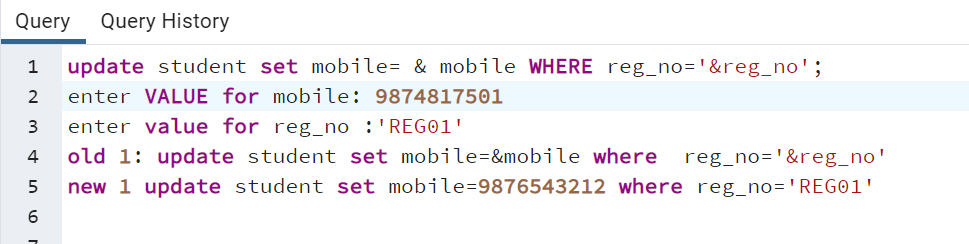 Query Query History
1 update student set mobile= & mobile WHERE reg_no='&reg_no';
2 enter VALUE for mobile: 9874817501
3 enter value for reg_no :'REG01'
4 old 1: update student set mobile=&mobile where  reg_no='&reg_no'
5 new 1 update student set mobile=9876543212 where reg_no='REG01'
6